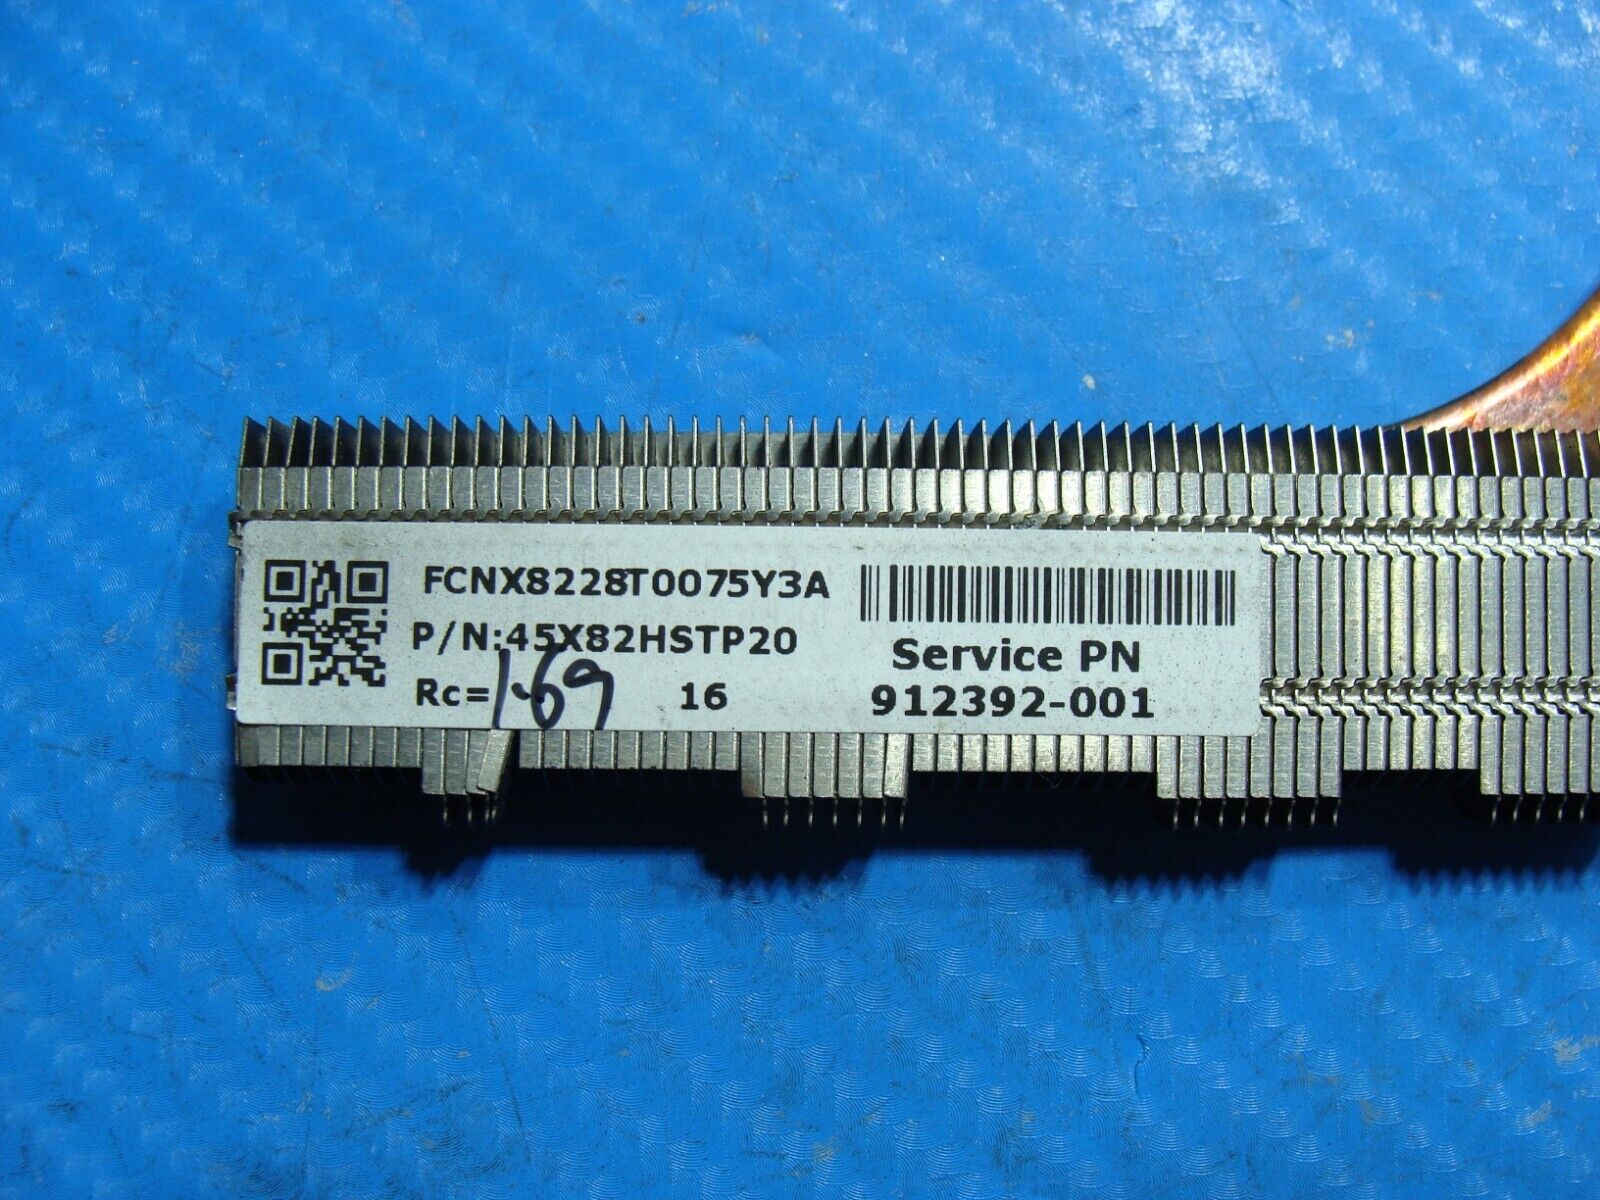 FCNX8228T0075Y3A
P/N:45X82HSTP20
Rc=1.69 16
Service PN
912392-001